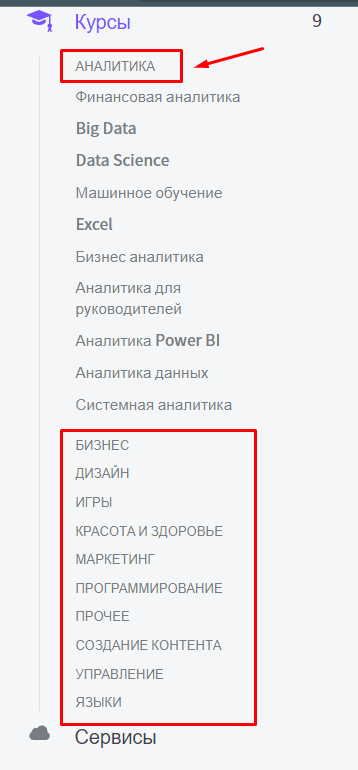 Курсы 9
АНАЛИТИКА
Финансовая аналитика
Big Data
Data Science
Машинное обучение
Excel
Бизнес аналитика
Аналитика для
руководителей
Аналитика Power BI
Аналитика данных
Системная аналитика
БИЗНЕС
ДИЗАЙН
ИГРЫ
КРАСОТА И ЗДОРОВЬЕ
МАРКЕТИНГ
ПРОГРАММИРОВАНИЕ
ПРОЧЕЕ
СОЗДАНИЕ КОНТЕНТА
УПРАВЛЕНИЕ
ЯЗЫКИ
Сервисы